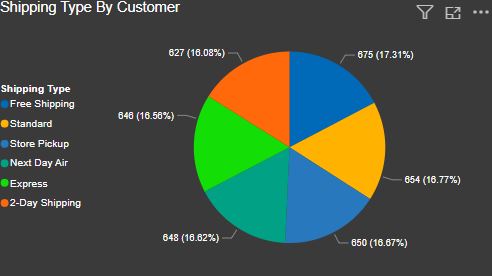 Shipping Type By Customer
627 (16.08%)
675 (17.31%)
Shipping Type
Free Shipping
Standard
Store Pickup
Next Day Air
Express
2-Day Shipping
646 (16.56%)
654 (16.77%)
648 (16.62%)
650 (16.67%)